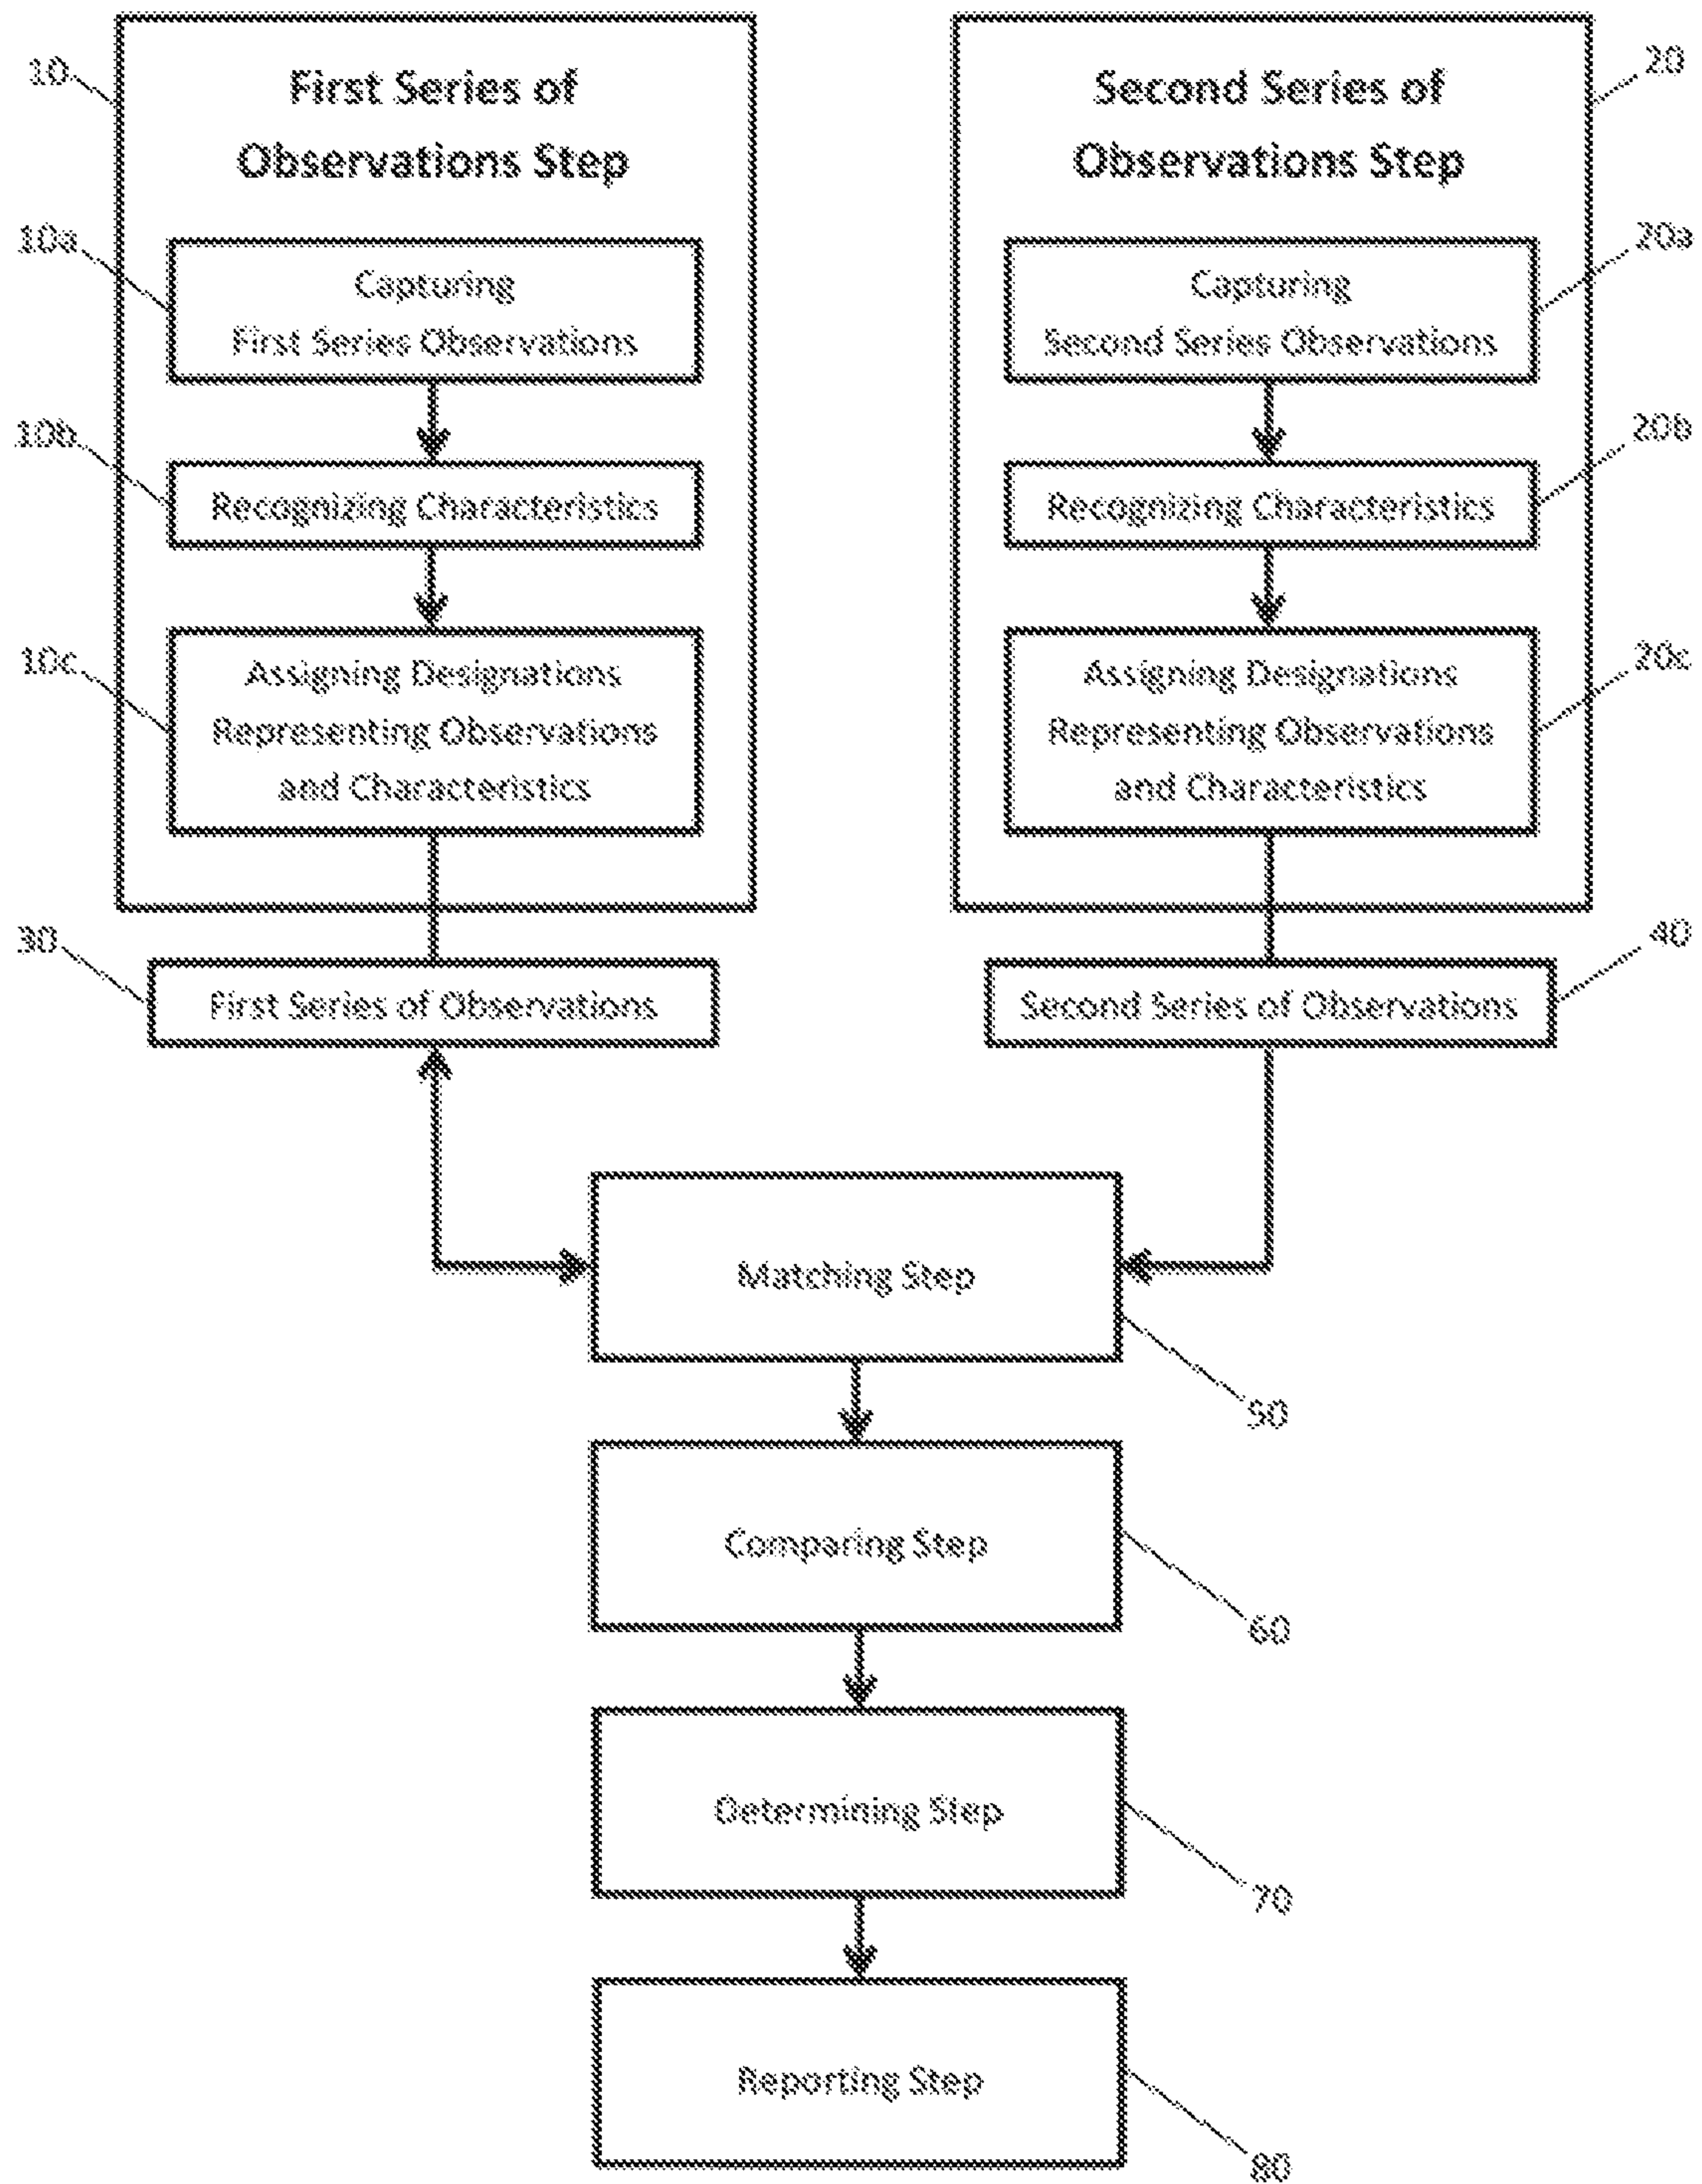 10
First Series of
Observations Step
10a
Capturing
First Series Observations
10b
Recognizing Characteristics
10c
Assigning Designations
Representing Observations
and Characteristics
30
First Series of Observations
20
Second Series of
Observations Step
20a
Capturing
Second Series Observations
20b
Recognizing Characteristics
20c
Assigning Designations
Representing Observations
and Characteristics
40
Second Series of Observations
Matching Step
50
Comparing Step
60
Determining Step
70
Reporting Step
80